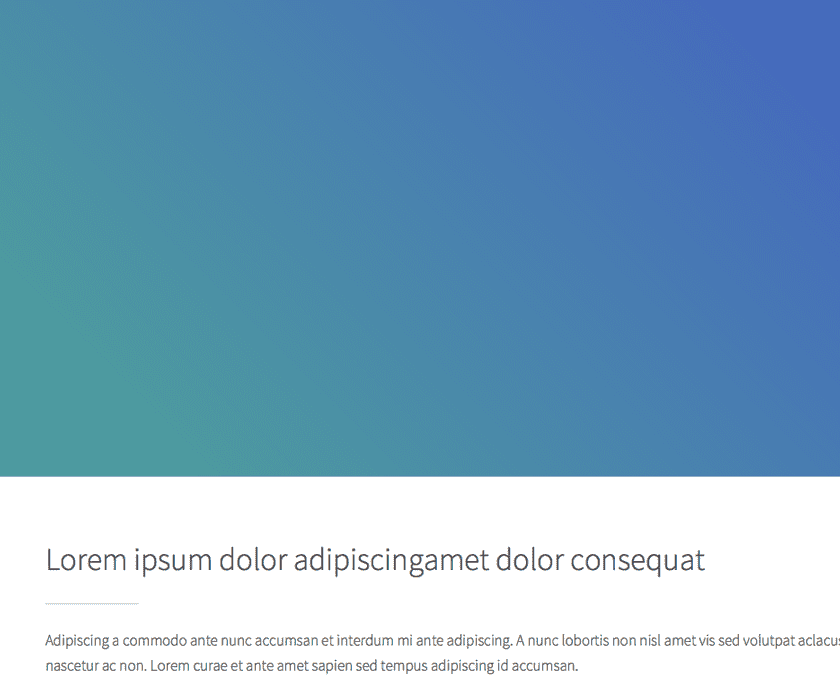 Lorem ipsum dolor adipiscingamet dolor consequat
Adipiscing a commodo ante nunc accumsan et interdum mi ante adipiscing. A nunc lobortis non nisl amet vis sed volutpat aclacus
nascetur ac non. Lorem curae et ante amet sapien sed tempus adipiscing id accumsan.